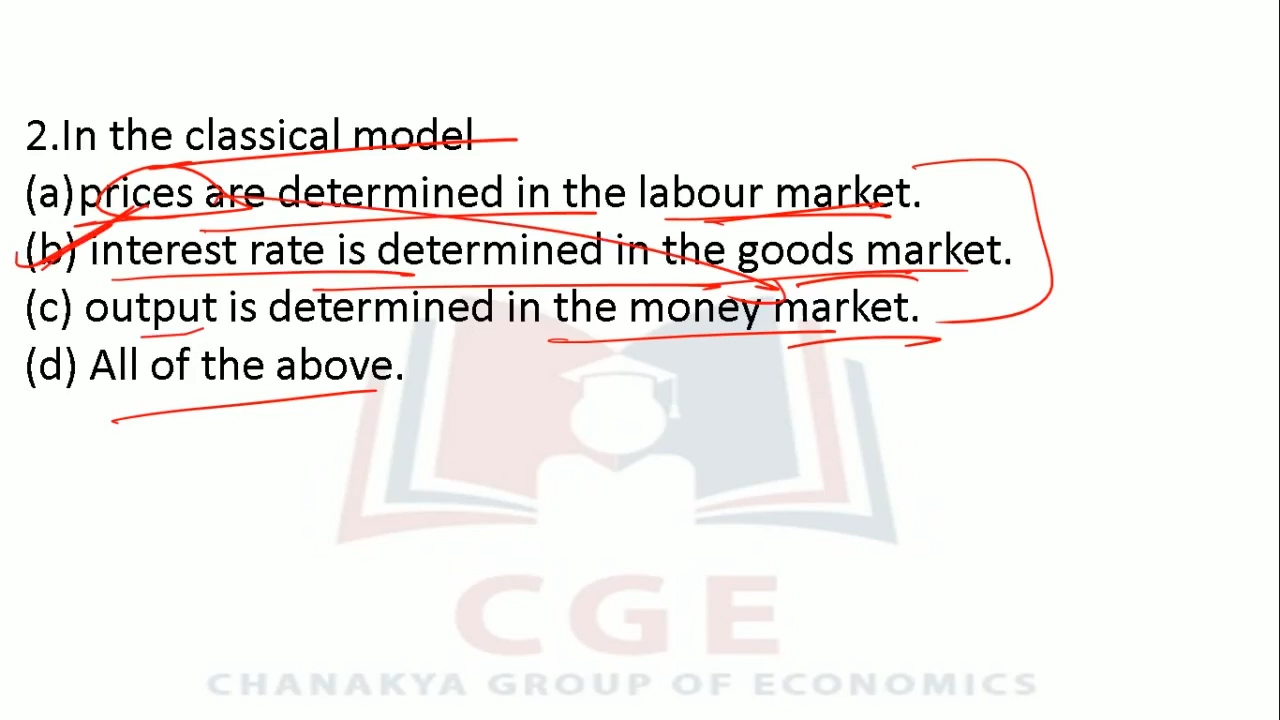 2.In the classical model
(a)prices are determined in the labour market.
(b) interest rate is determined in the goods market.
(c) output is determined in the money market.
(d) All of the above.
CGE
CHANAKYA GROUP OF ECONOMICS